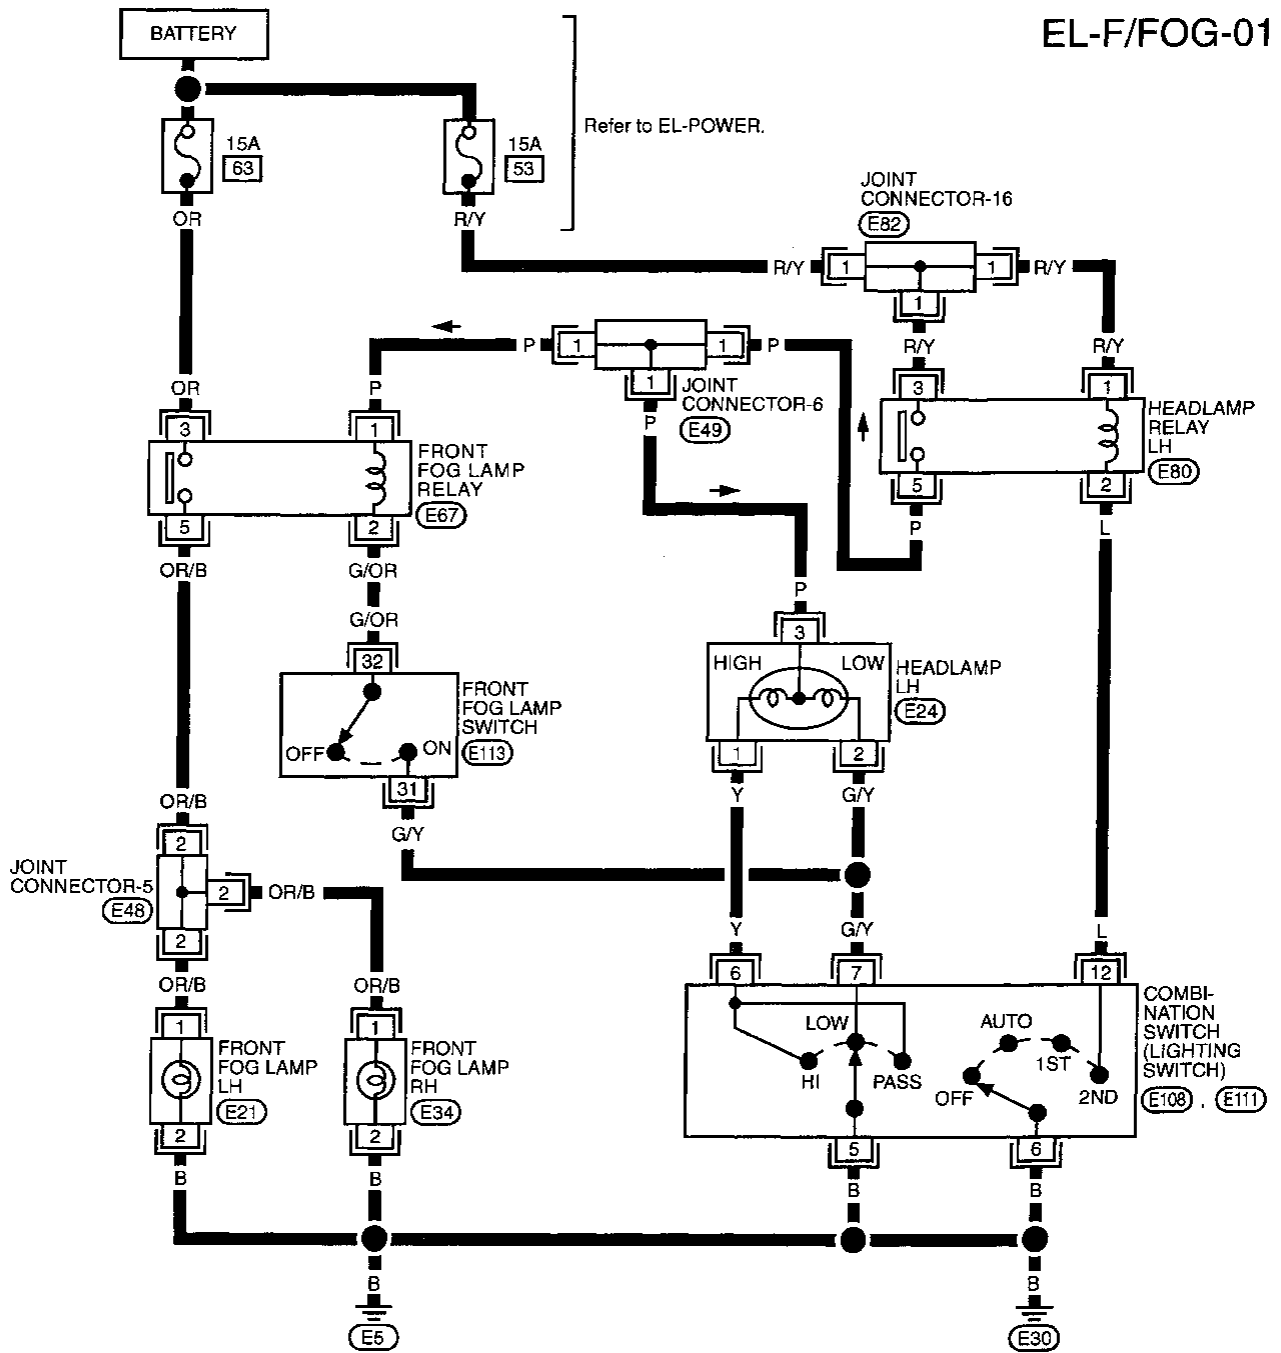 EL-F/FOG-01
BATTERY
15A
63
15A
53
Refer to EL-POWER.
OR
R/Y
JOINT
CONNECTOR-16
E82
R/Y
1
1
R/Y
1
R/Y
R/Y
P
1
1
P
1
JOINT
CONNECTOR-6
E49
P
OR
P
3
1
FRONT
FOG LAMP
RELAY
E67
5
2
3
1
HEADLAMP
RELAY
LH
E80
5
2
P
L
OR/B
G/OR
G/OR
P
3
HIGH
LOW
HEADLAMP
LH
E24
1
2
Y
G/Y
32
FRONT
FOG LAMP
SWITCH
E113
OFF
ON
31
G/Y
OR/B
2
JOINT
CONNECTOR-5
E48
2
OR/B
2
OR/B
OR/B
Y
G/Y
L
6
7
12
LOW
HI
PASS
AUTO
1ST
OFF
2ND
COMBI-
NATION
SWITCH
(LIGHTING
SWITCH)
E108 , E111
5
6
1
FRONT
FOG LAMP
LH
E21
2
1
FRONT
FOG LAMP
RH
E34
2
B
B
B
B
B
B
E5
E30